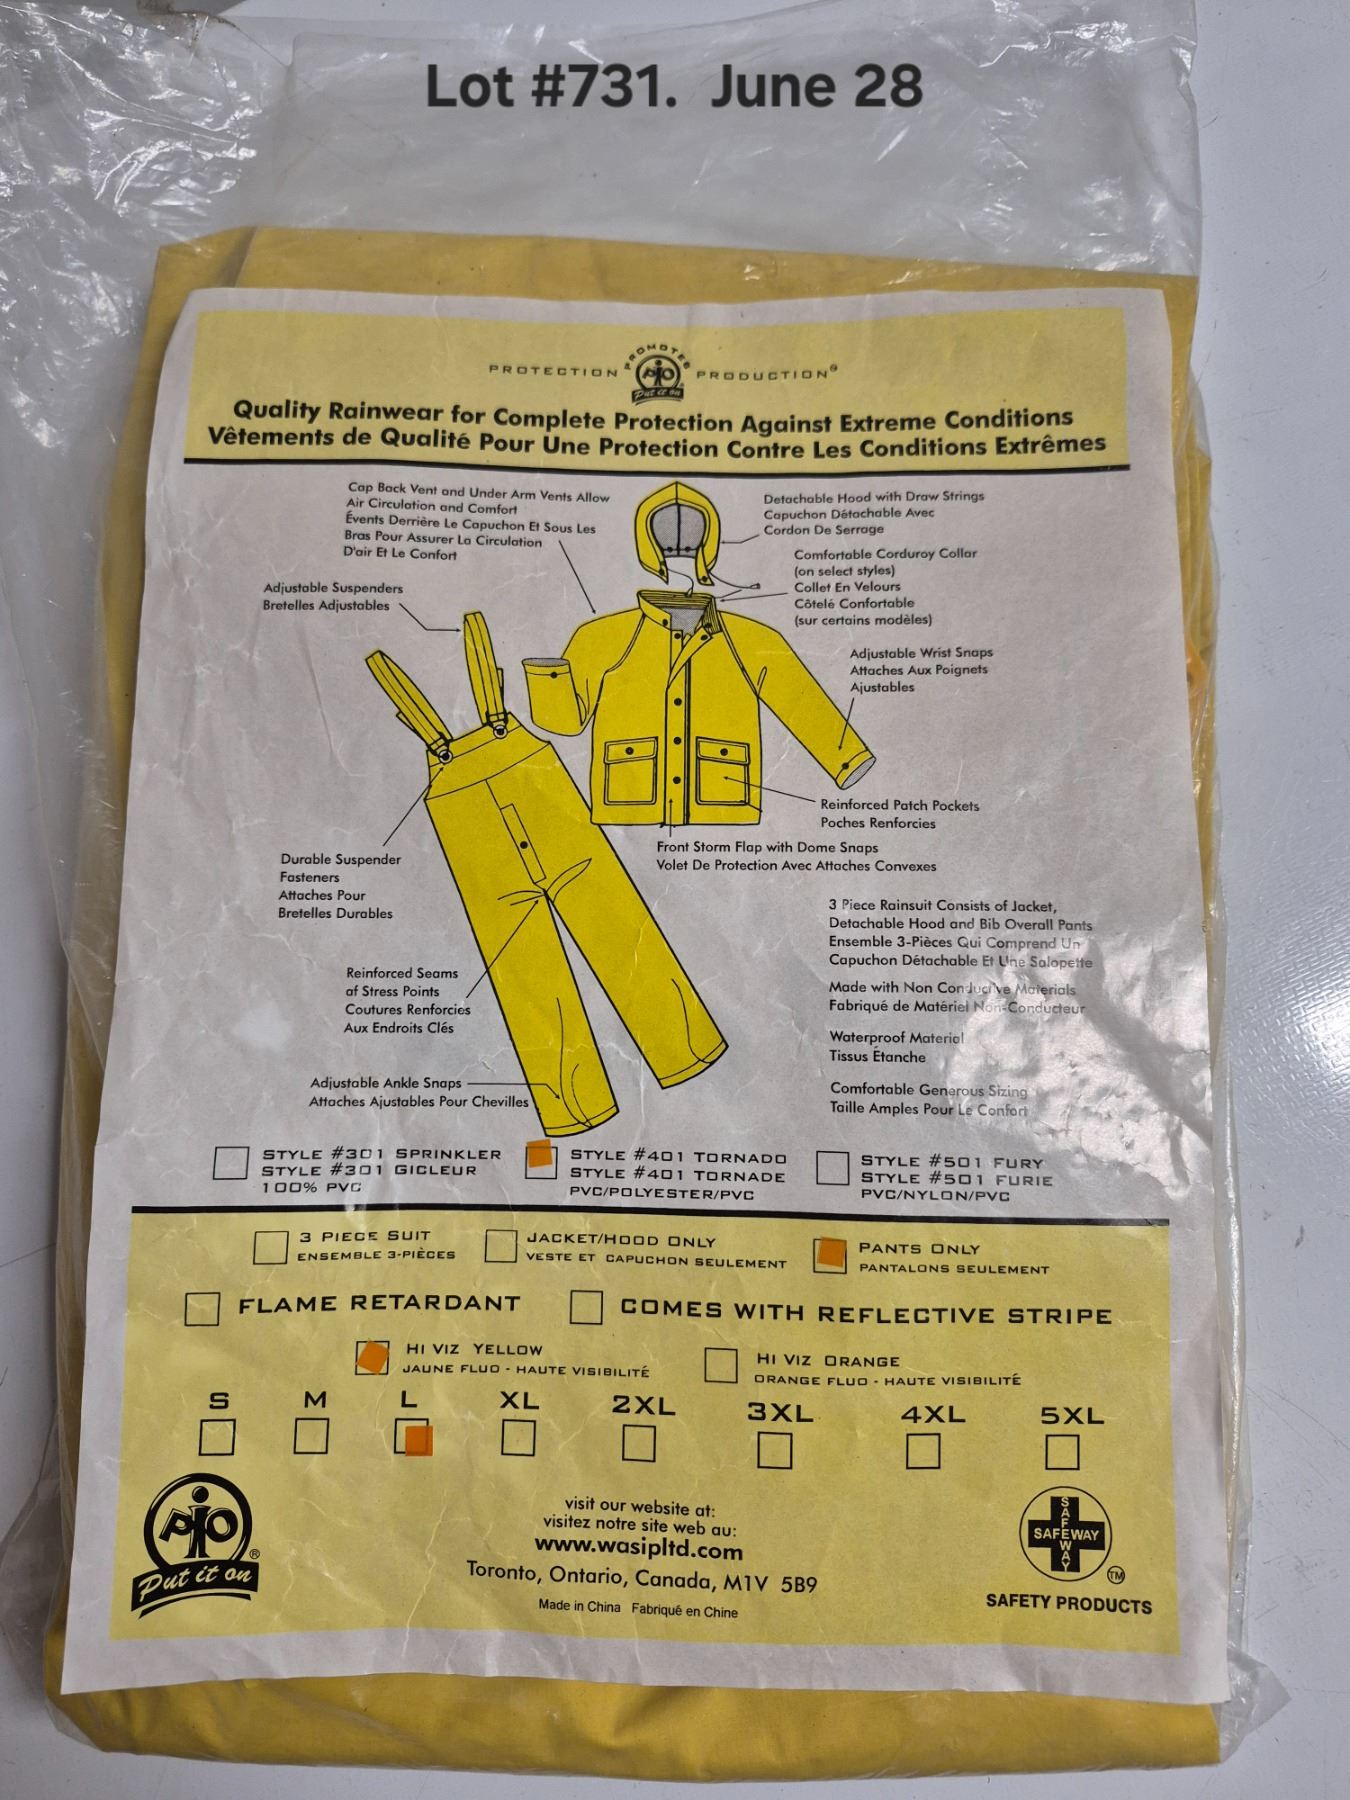 Lot #731. June 28
PROTECTION PROMOTES PRODUCTION®
PIO
Put it on
Quality Rainwear for Complete Protection Against Extreme Conditions
Vêtements de Qualité Pour Une Protection Contre Les Conditions Extrêmes
Cap Back Vent and Under Arm Vents Allow
Air Circulation and Comfort
Évents Derrière Le Capuchon Et Sous Les
Bras Pour Assurer La Circulation
D'air Et Le Confort
Detachable Hood with Draw Strings
Capuchon Détachable Avec
Cordon De Serrage
Comfortable Corduroy Collar
(on select styles)
Collet En Velours
Côtelé Confortable
(sur certains modèles)
Adjustable Suspenders
Bretelles Adjustables
Adjustable Wrist Snaps
Attaches Aux Poignets
Ajustables
Reinforced Patch Pockets
Poches Renforcies
Front Storm Flap with Dome Snaps
Volet De Protection Avec Attaches Convexes
Durable Suspender
Fasteners
Attaches Pour
Bretelles Durables
3 Piece Rainsuit Consists of Jacket,
Detachable Hood and Bib Overall Pants
Ensemble 3-Pièces Qui Comprend Un
Capuchon Détachable Et Une Salopette
Made with Non Conductive Materials
Fabriqué de Matériel Non-Conducteur
Waterproof Material
Tissus Étanche
Comfortable Generous Sizing
Taille Amples Pour Le Confort
Reinforced Seams
af Stress Points
Coutures Renforcies
Aux Endroits Clés
Adjustable Ankle Snaps
Attaches Ajustables Pour Chevilles
STYLE #301 SPRINKLER
STYLE #301 GICLEUR
100% PVC
STYLE #401 TORNADO
STYLE #401 TORNADE
PVC/POLYESTER/PVC
STYLE #501 FURY
STYLE #501 FURIE
PVC/NYLON/PVC
3 PIECE SUIT
ENSEMBLE 3-PIÈCES
JACKET/HOOD ONLY
VESTE ET CAPUCHON SEULEMENT
PANTS ONLY
PANTALONS SEULEMENT
FLAME RETARDANT
COMES WITH REFLECTIVE STRIPE
HI VIZ YELLOW
JAUNE FLUO - HAUTE VISIBILITÉ
HI VIZ ORANGE
ORANGE FLUO - HAUTE VISIBILITÉ
S M L XL 2XL 3XL 4XL 5XL
PIO®
Put it on
visit our website at:
visitez notre site web au:
www.wasipltd.com
Toronto, Ontario, Canada, M1V 5B9
Made in China Fabriqué en Chine
SAFEWAY
SAFEWAY
TM
SAFETY PRODUCTS